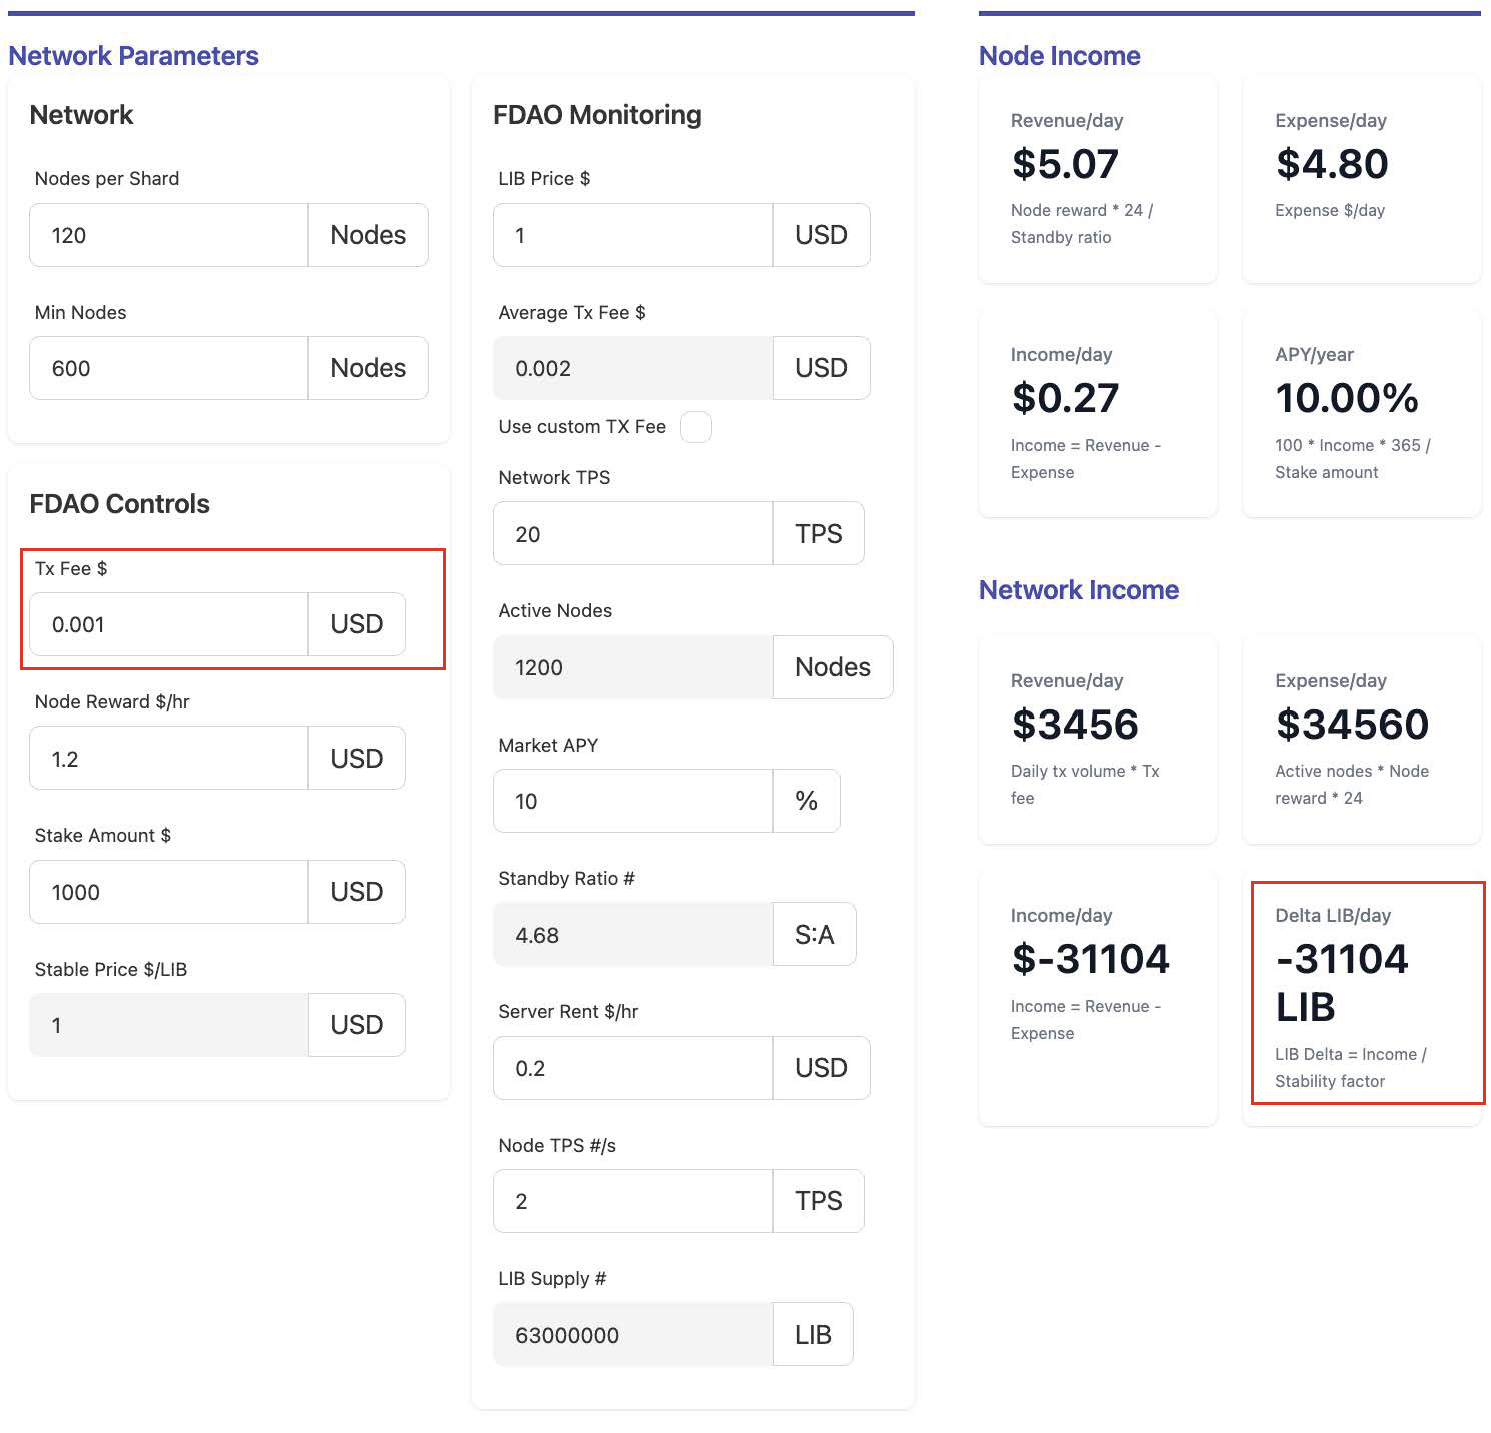 Network Parameters
Network
Nodes per Shard
120 Nodes
Min Nodes
600 Nodes
FDAO Controls
Tx Fee $
0.001 USD
Node Reward $/hr
1.2 USD
Stake Amount $
1000 USD
Stable Price $/LIB
1 USD
FDAO Monitoring
LIB Price $
1 USD
Average Tx Fee $
0.002 USD
Use custom TX Fee
Network TPS
20 TPS
Active Nodes
1200 Nodes
Market APY
10 %
Standby Ratio #
4.68 S:A
Server Rent $/hr
0.2 USD
Node TPS #/s
2 TPS
LIB Supply #
63000000 LIB
Node Income
Revenue/day
$5.07
Node reward * 24 /
Standby ratio
Expense/day
$4.80
Expense $/day
Income/day
$0.27
Income = Revenue -
Expense
APY/year
10.00%
100 * Income * 365 /
Stake amount
Network Income
Revenue/day
$3456
Daily tx volume * Tx
fee
Expense/day
$34560
Active nodes * Node
reward * 24
Income/day
$-31104
Income = Revenue -
Expense
Delta LIB/day
-31104
LIB
LIB Delta = Income /
Stability factor